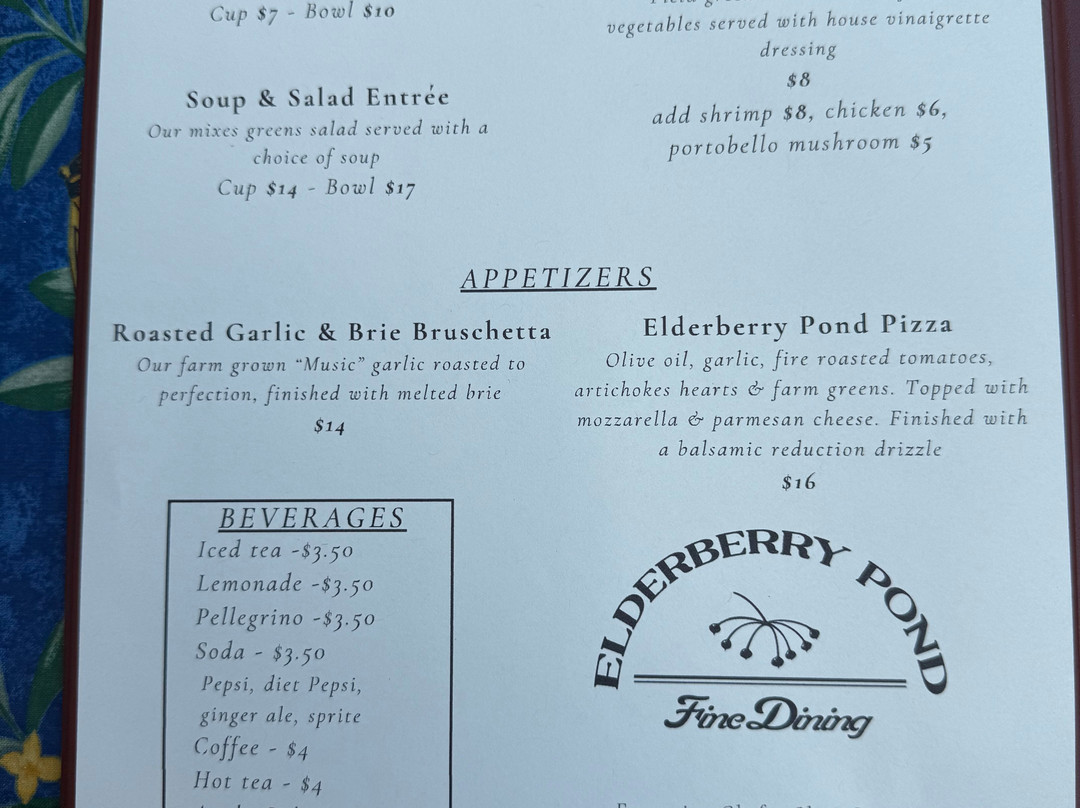 Cup $7 - Bowl $10
Soup & Salad Entrée
Our mixes greens salad served with a
choice of soup
Cup $14 - Bowl $17
vegetables served with house vinaigrette
dressing
$8
add shrimp $8, chicken $6,
portobello mushroom $5
APPETIZERS
Roasted Garlic & Brie Bruschetta
Our farm grown “Music” garlic roasted to
perfection, finished with melted brie
$14
Elderberry Pond Pizza
Olive oil, garlic, fire roasted tomatoes,
artichokes hearts & farm greens. Topped with
mozzarella & parmesan cheese. Finished with
a balsamic reduction drizzle
$16
BEVERAGES
Iced tea -$3.50
Lemonade -$3.50
Pellegrino -$3.50
Soda - $3.50
Pepsi, diet Pepsi,
ginger ale, sprite
Coffee - $4
Hot tea - $4
ELDERBERRY POND
Fine Dining